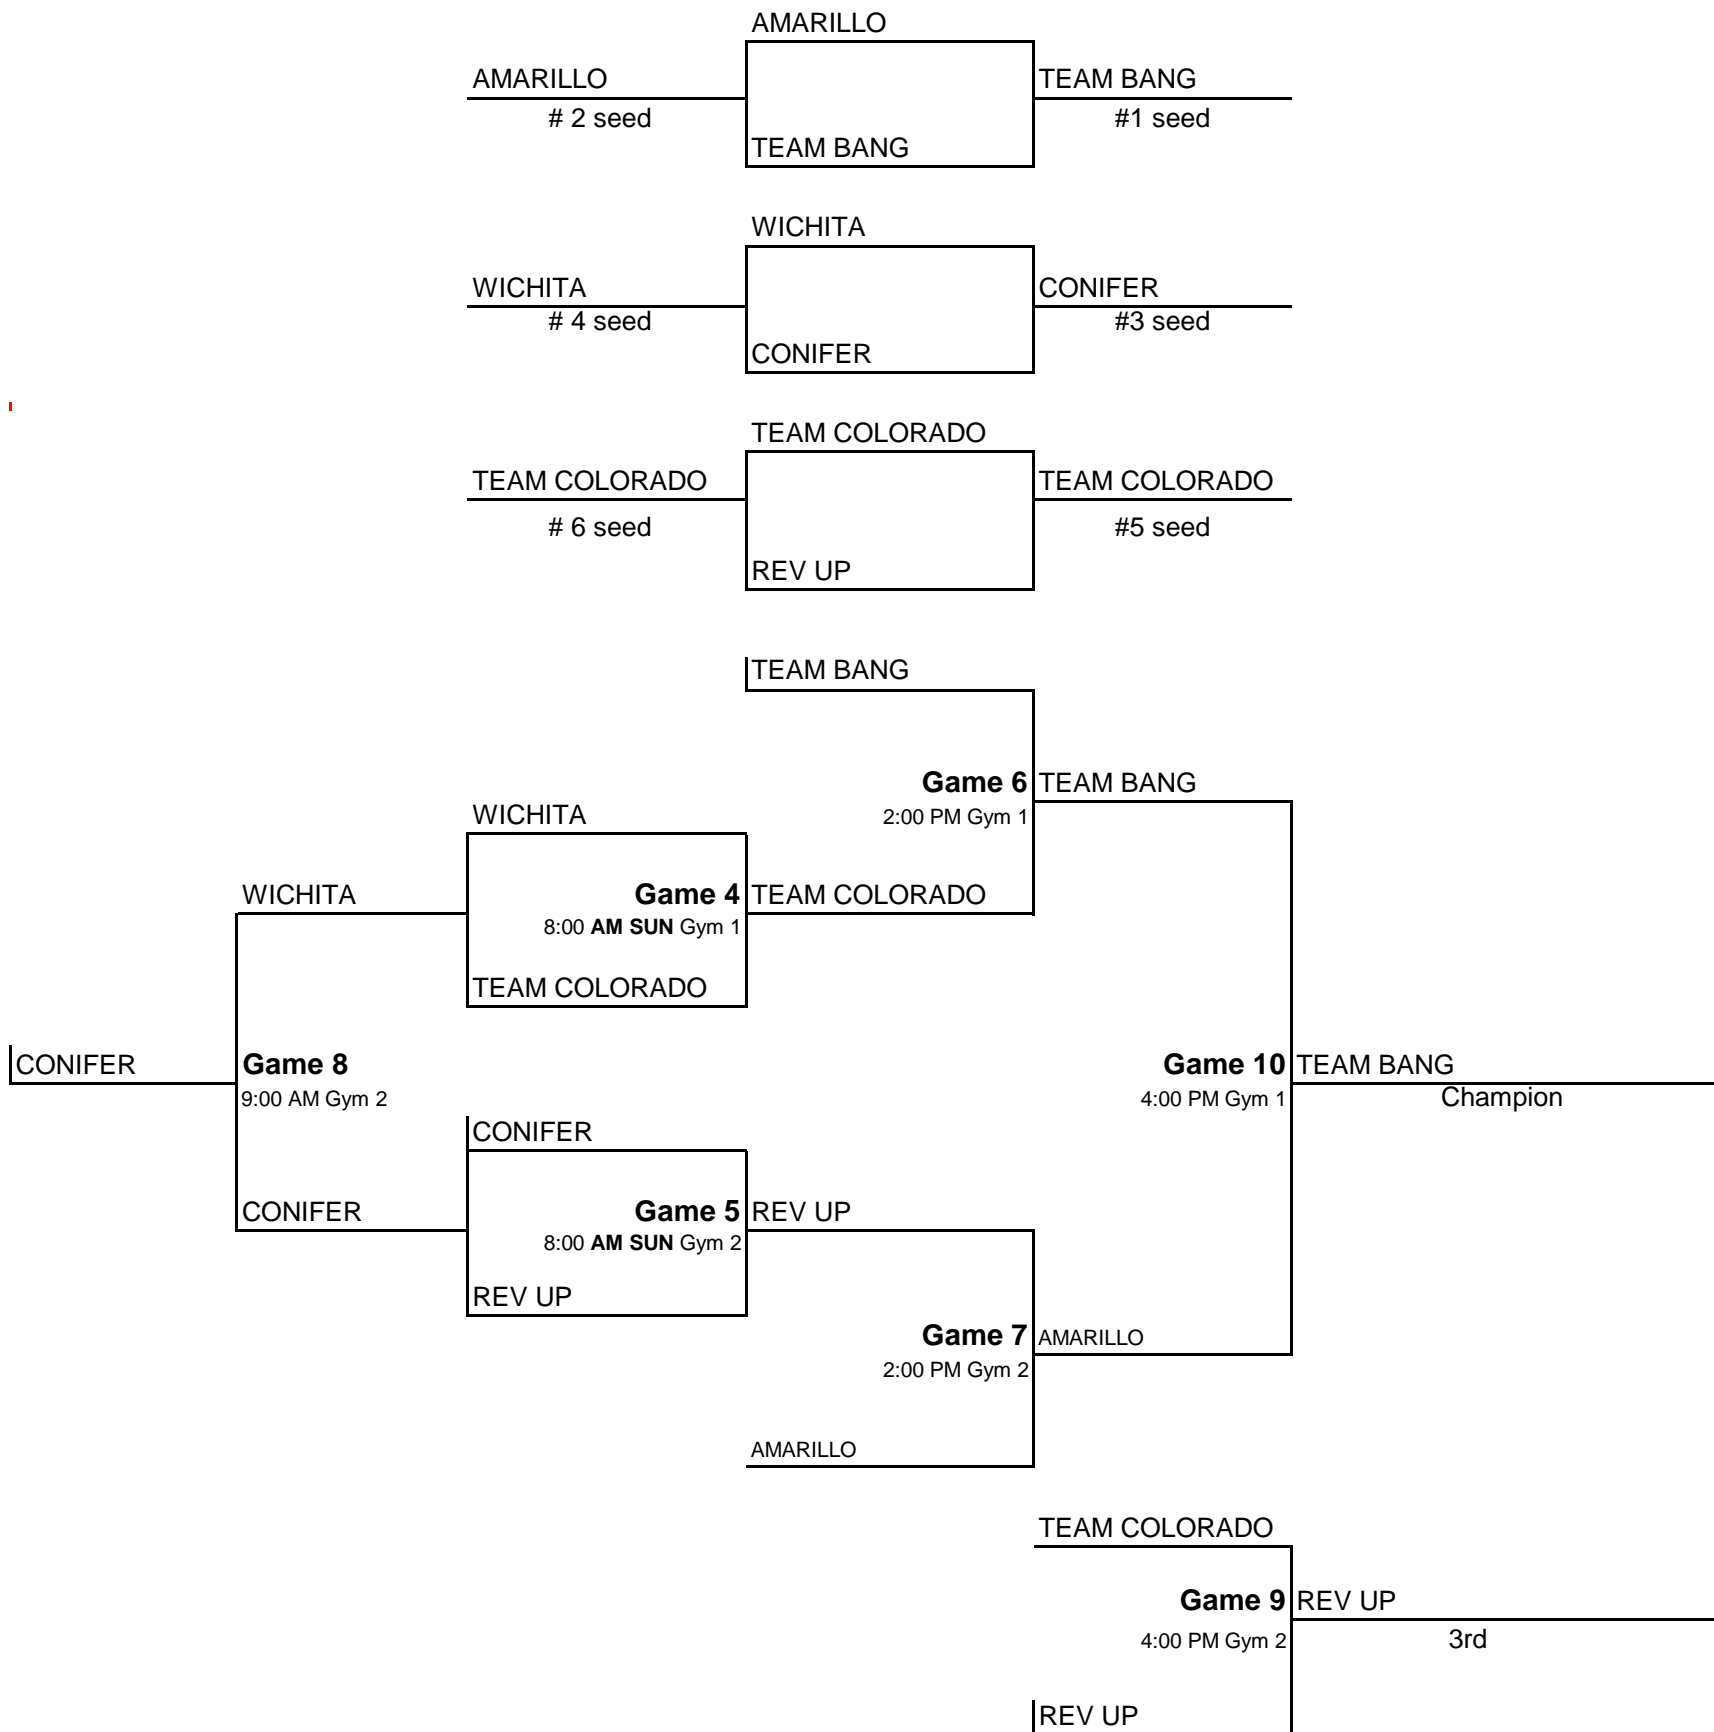 AMARILLO
AMARILLO
TEAM BANG
# 2 seed
#1 seed
TEAM BANG
WICHITA
WICHITA
CONIFER
# 4 seed
#3 seed
CONIFER
TEAM COLORADO
TEAM COLORADO
TEAM COLORADO
# 6 seed
#5 seed
REV UP
TEAM BANG
Game 6
TEAM BANG
2:00 PM Gym 1
WICHITA
WICHITA
Game 4
TEAM COLORADO
8:00 AM SUN Gym 1
TEAM COLORADO
CONIFER
Game 8
Game 10
TEAM BANG
9:00 AM Gym 2
4:00 PM Gym 1
Champion
CONIFER
CONIFER
Game 5
REV UP
8:00 AM SUN Gym 2
REV UP
Game 7
AMARILLO
2:00 PM Gym 2
AMARILLO
TEAM COLORADO
Game 9
REV UP
4:00 PM Gym 2
3rd
REV UP